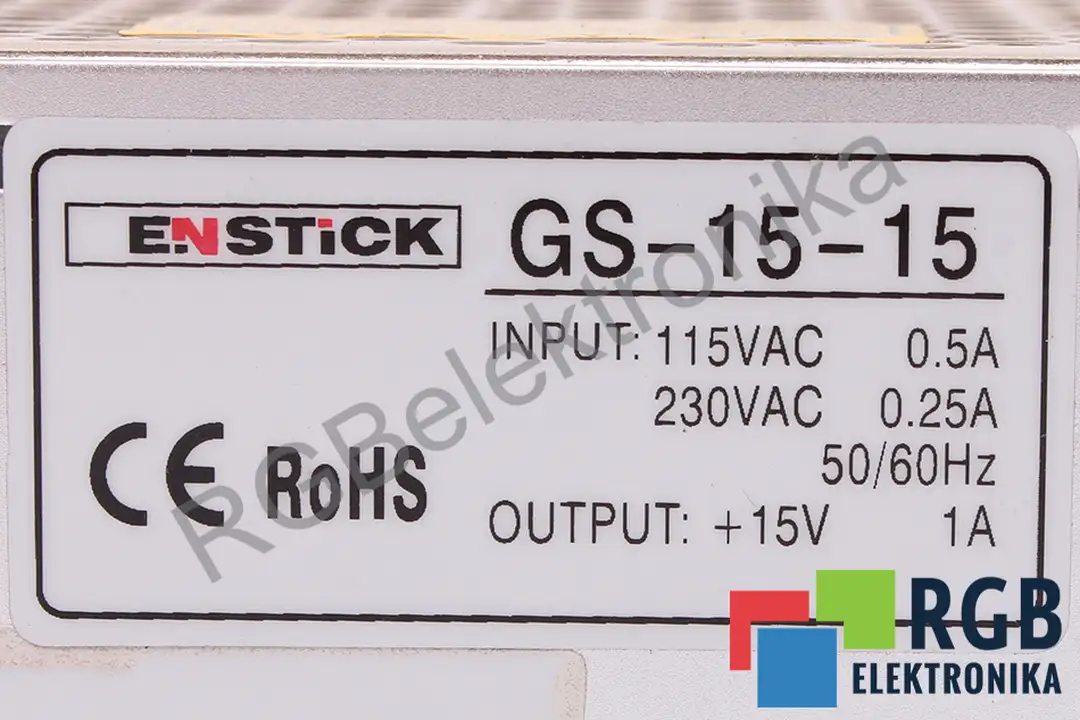 ENSTiCK
GS-15-15
INPUT: 115VAC 0.5A
230VAC 0.25A
50/60Hz
CE RoHS
OUTPUT: +15V 1A
RGBelektronika
RGB
ELEKTRONIKA